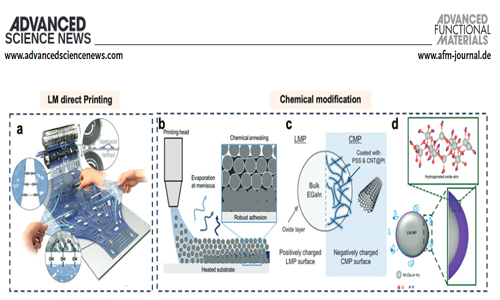 ADVANCED
SCIENCE NEWS
www.advancedsciencenews.com
ADVANCED
FUNCTIONAL
MATERIALS
www.afm-journal.de
LM direct Printing
Chemical modification
a
b
Printing head
Evaporation
at meniscus
Chemical annealing
Robust adhesion
Heated substrate
c
LMP
CMP
Coated with
PSS & CNT@Pt
Bulk
EGaIn
Oxide layer
Positively charged
LMP surface
Negatively charged
CMP surface
d
Hydrogenated oxide skin
LM MP